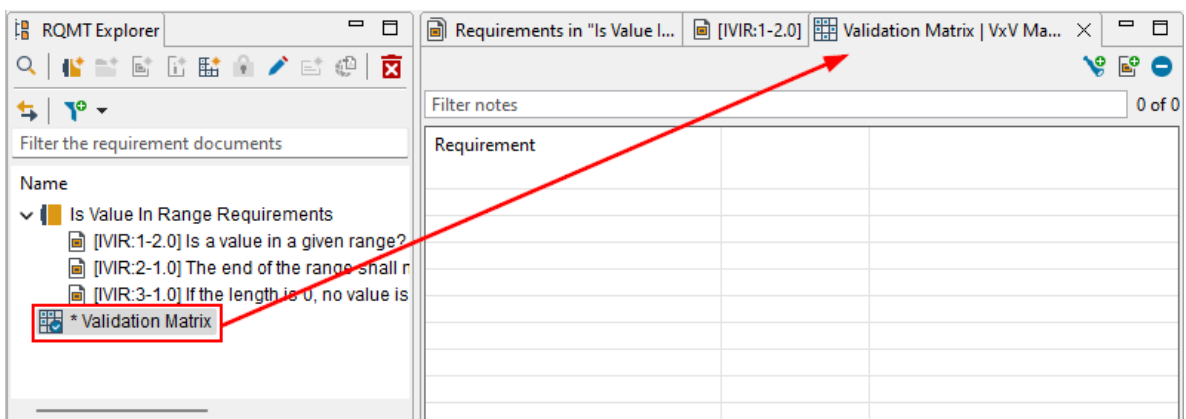 RQMT Explorer
Filter the requirement documents
Name
Is Value In Range Requirements
[IVIR:1-2.0] Is a value in a given range?
[IVIR:2-1.0] The end of the range shall
[IVIR:3-1.0] If the length is 0, no value is
* Validation Matrix
Requirements in "Is Value I...
[IVIR:1-2.0]
Validation Matrix | VxV Ma...
Filter notes
0 of 0
Requirement